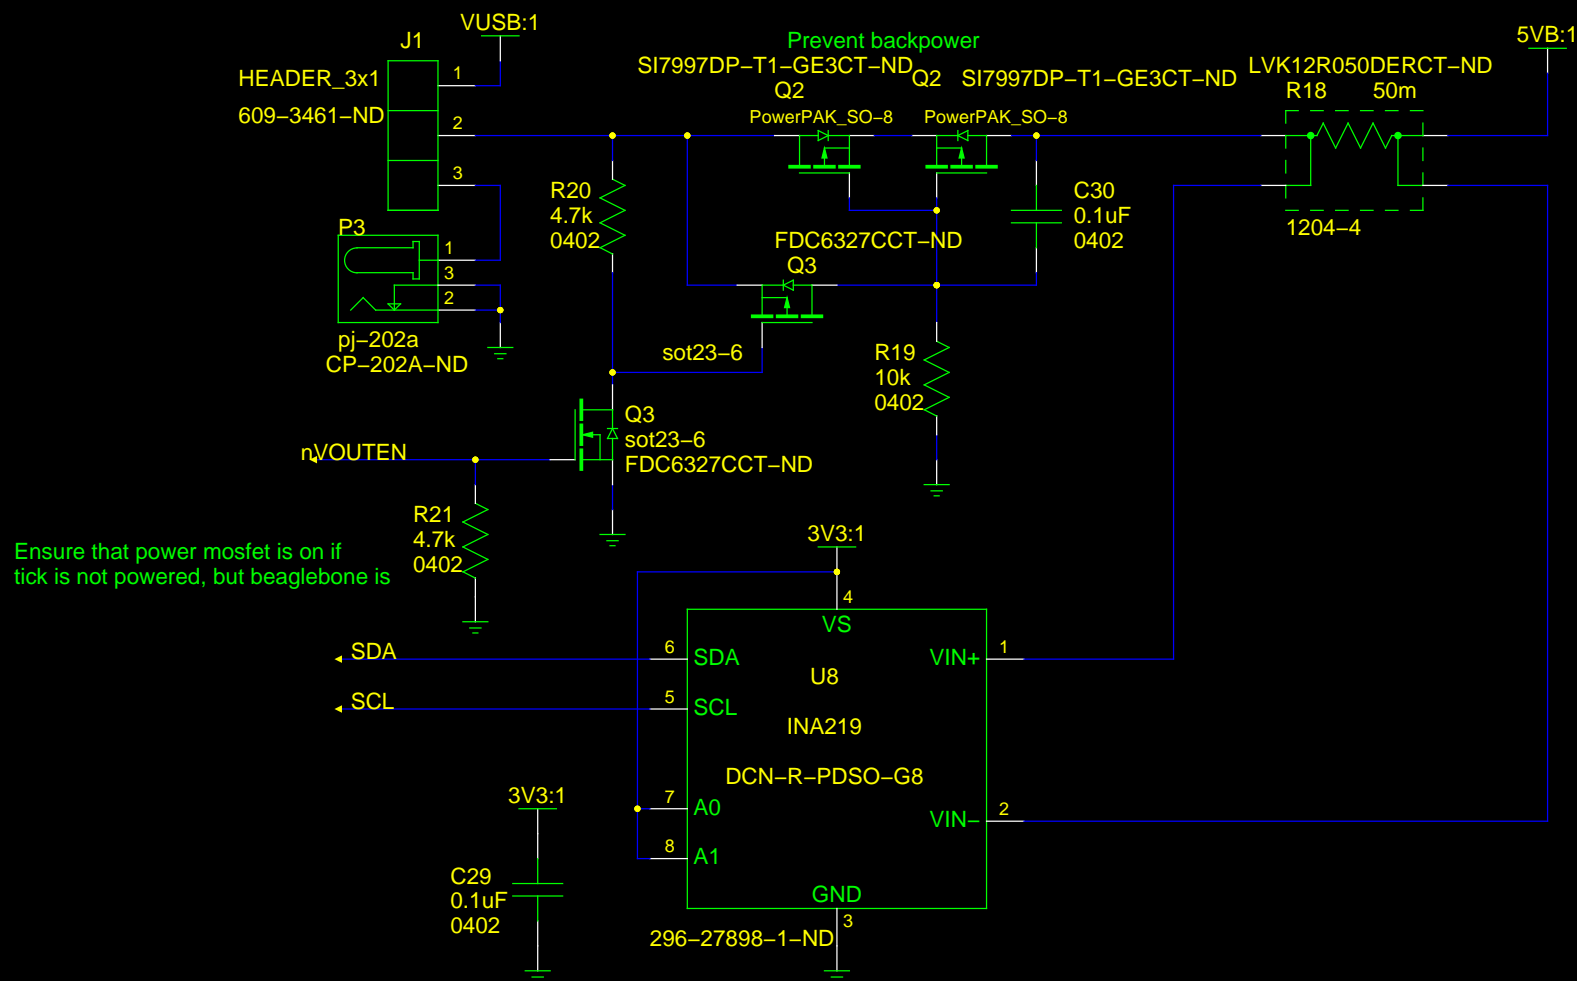 VUSB:1
J1
HEADER_3x1
609-3461-ND
1
2
3
P3
1
3
2
pj-202a
CP-202A-ND
Prevent backpower
SI7997DP-T1-GE3CT-ND
Q2
PowerPAK_SO-8
Q2
SI7997DP-T1-GE3CT-ND
PowerPAK_SO-8
5VB:1
LVK12R050DERCT-ND
R18
50m
1204-4
R20
4.7k
0402
C30
0.1uF
0402
FDC6327CCT-ND
Q3
sot23-6
R19
10k
0402
Q3
sot23-6
FDC6327CCT-ND
nVOUTEN
R21
4.7k
0402
Ensure that power mosfet is on if
tick is not powered, but beaglebone is
3V3:1
4
VS
SDA
6
SDA
SCL
5
SCL
7
A0
8
A1
U8
INA219
DCN-R-PDSO-G8
VIN+
1
VIN-
2
GND
3
296-27898-1-ND
3V3:1
C29
0.1uF
0402